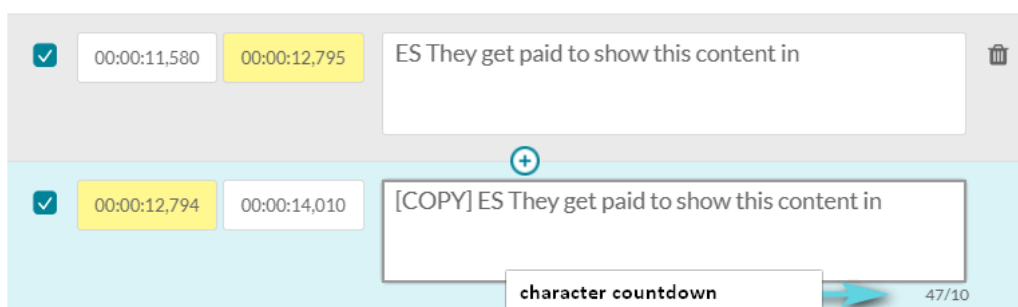 00:00:11,580 00:00:12,795 ES They get paid to show this content in
00:00:12,794 00:00:14,010 [COPY] ES They get paid to show this content in
character countdown 47/10